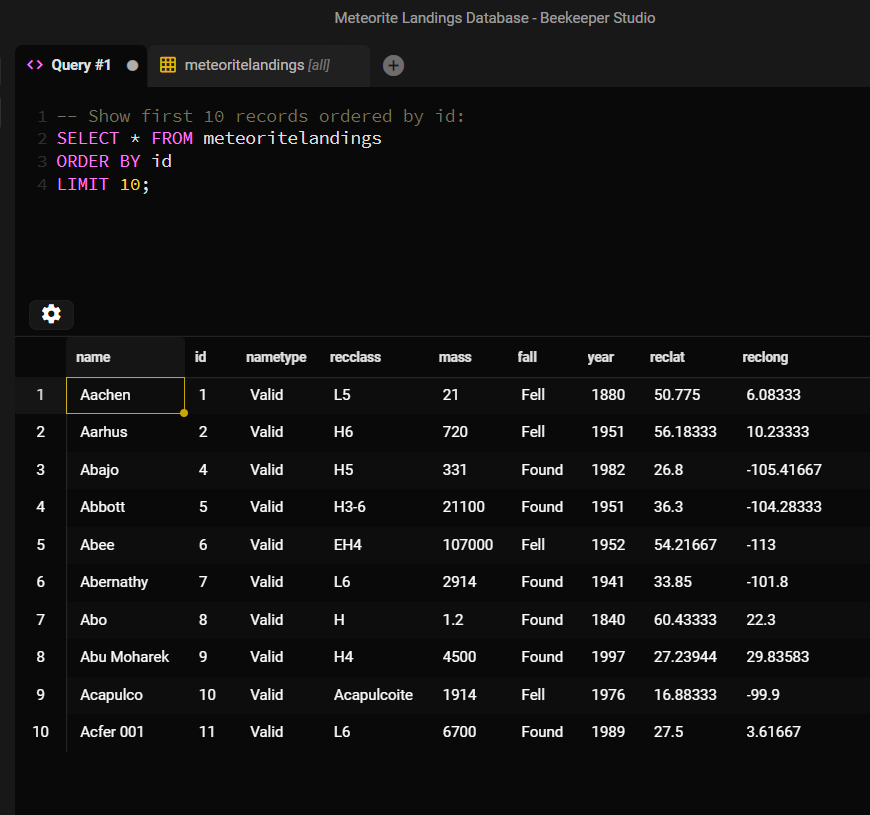 Meteorite Landings Database - Beekeeper Studio
<> Query #1 meteoritelandings [all]
1 -- Show first 10 records ordered by id:
2 SELECT * FROM meteoritelandings
3 ORDER BY id
4 LIMIT 10;
name id nametype recclass mass fall year reclat reclong
1 Aachen 1 Valid L5 21 Fell 1880 50.775 6.08333
2 Aarhus 2 Valid H6 720 Fell 1951 56.18333 10.23333
3 Abajo 4 Valid H5 331 Found 1982 26.8 -105.41667
4 Abbott 5 Valid H3-6 21100 Found 1951 36.3 -104.28333
5 Abee 6 Valid EH4 107000 Fell 1952 54.21667 -113
6 Abernathy 7 Valid L6 2914 Found 1941 33.85 -101.8
7 Abo 8 Valid H 1.2 Found 1840 60.43333 22.3
8 Abu Moharek 9 Valid H4 4500 Found 1997 27.23944 29.83583
9 Acapulco 10 Valid Acapulcoite 1914 Fell 1976 16.88333 -99.9
10 Acfer 001 11 Valid L6 6700 Found 1989 27.5 3.61667